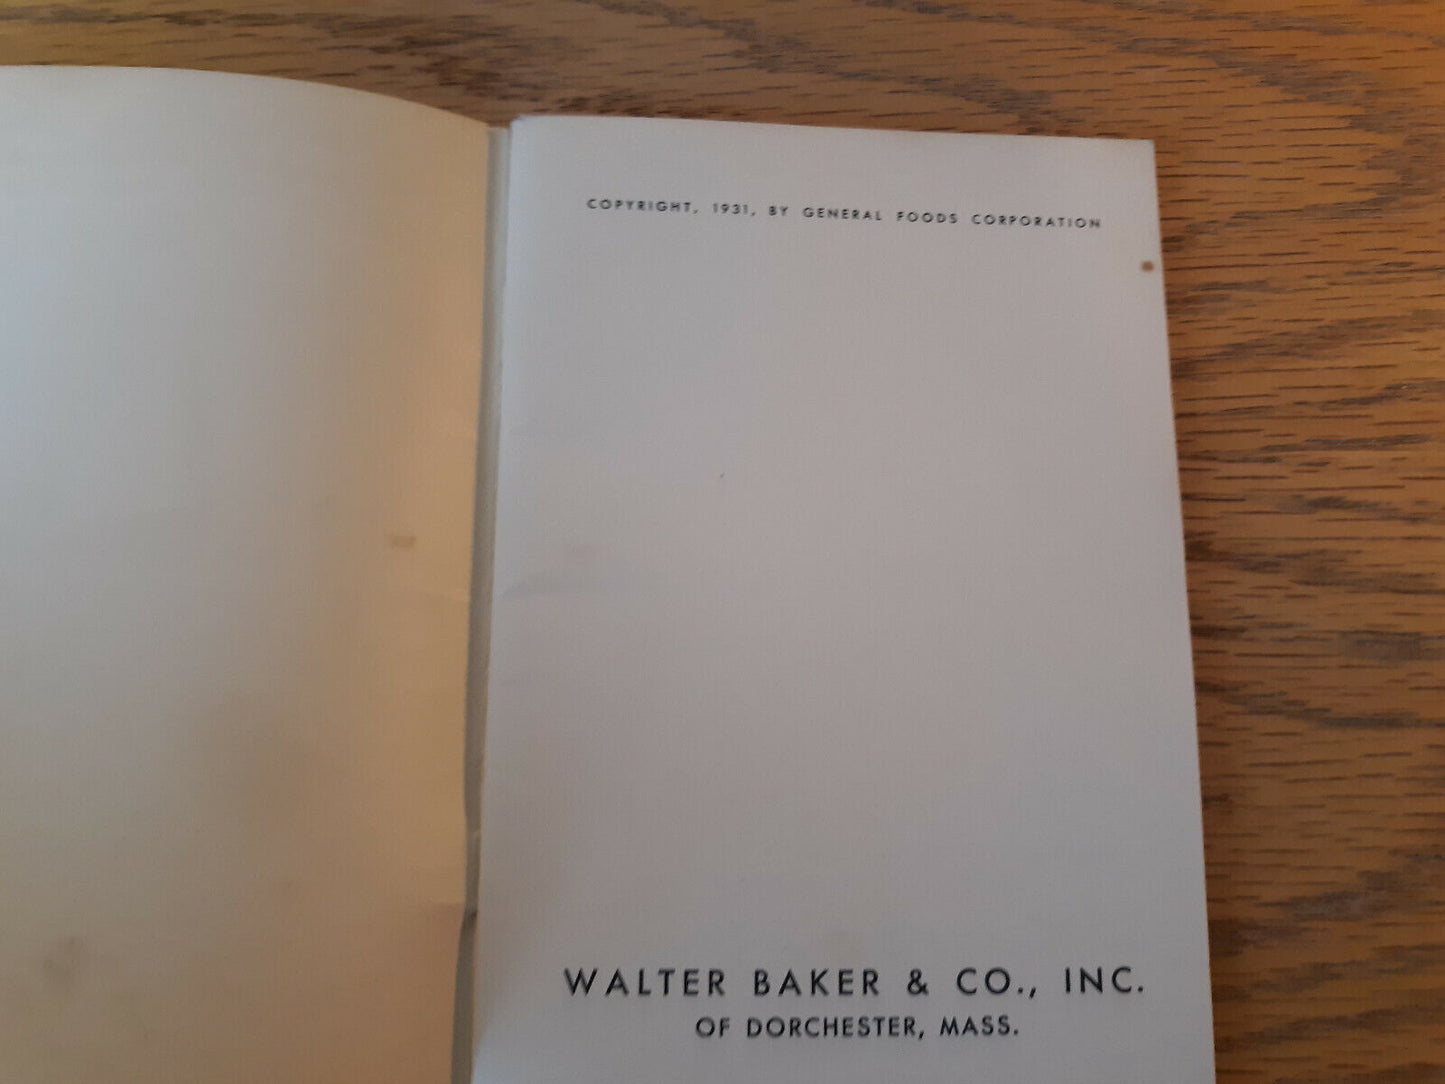 COPYRIGHT, 1931, BY GENERAL FOODS CORPORATION
WALTER BAKER & CO., INC.
OF DORCHESTER, MASS.